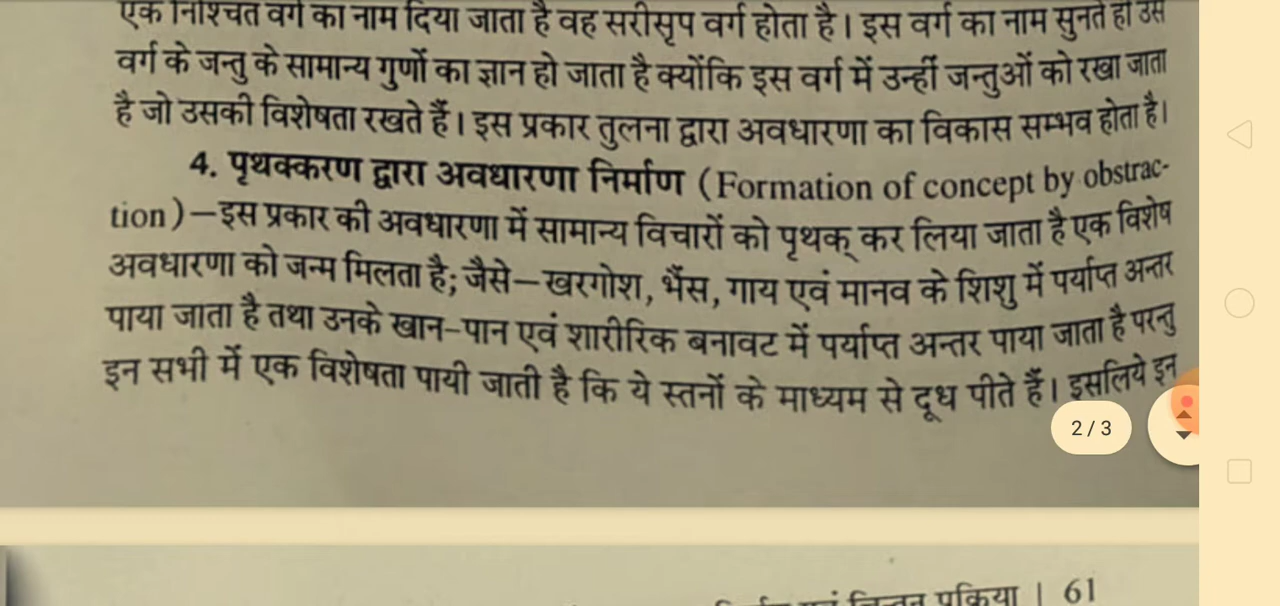 एक निश्चित वर्ग का नाम दिया जाता है वह सरीसृप वर्ग होता है। इस वर्ग का नाम सुनते ही उस
वर्ग के जन्तु के सामान्य गुणों का ज्ञान हो जाता है क्योंकि इस वर्ग में उन्हीं जन्तुओं को रखा जाता
है जो उसकी विशेषता रखते हैं। इस प्रकार तुलना द्वारा अवधारणा का विकास सम्भव होता है।
4. पृथक्करण द्वारा अवधारणा निर्माण (Formation of concept by obstrac-
tion)—इस प्रकार की अवधारणा में सामान्य विचारों को पृथक् कर लिया जाता है एक विशेष
अवधारणा को जन्म मिलता है; जैसे—खरगोश, भैंस, गाय एवं मानव के शिशु में पर्याप्त अन्तर
पाया जाता है तथा उनके खान-पान एवं शारीरिक बनावट में पर्याप्त अन्तर पाया जाता है परन्तु
इन सभी में एक विशेषता पायी जाती है कि ये स्तनों के माध्यम से दूध पीते हैं। इसलिये इन
2 / 3
एवं चिन्तन प्रक्रिया | 61